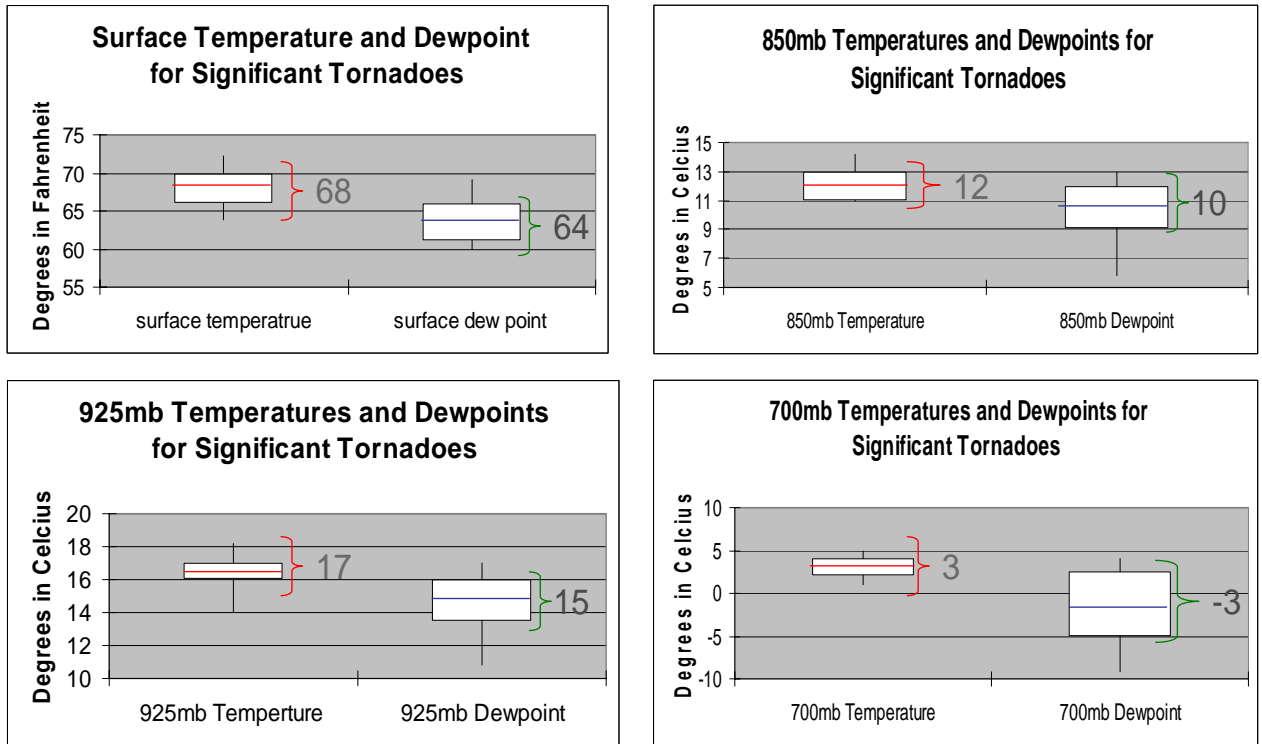 Surface Temperature and Dewpoint
for Significant Tornadoes
Degrees in Fahrenheit
75
70
65
60
55
68
64
surface temperatrue
surface dew point
850mb Temperatures and Dewpoints for
Significant Tornadoes
Degrees in Celcius
15
13
11
9
7
5
12
10
850mb Temperature
850mb Dewpoint
925mb Temperatures and Dewpoints
for Significant Tornadoes
Degrees in Celcius
20
18
16
14
12
10
17
15
925mb Temperture
925mb Dewpoint
700mb Temperatures and Dewpoints for
Significant Tornadoes
Degrees in Celcius
10
5
0
-5
-10
3
-3
700mb Temperature
700mb Dewpoint